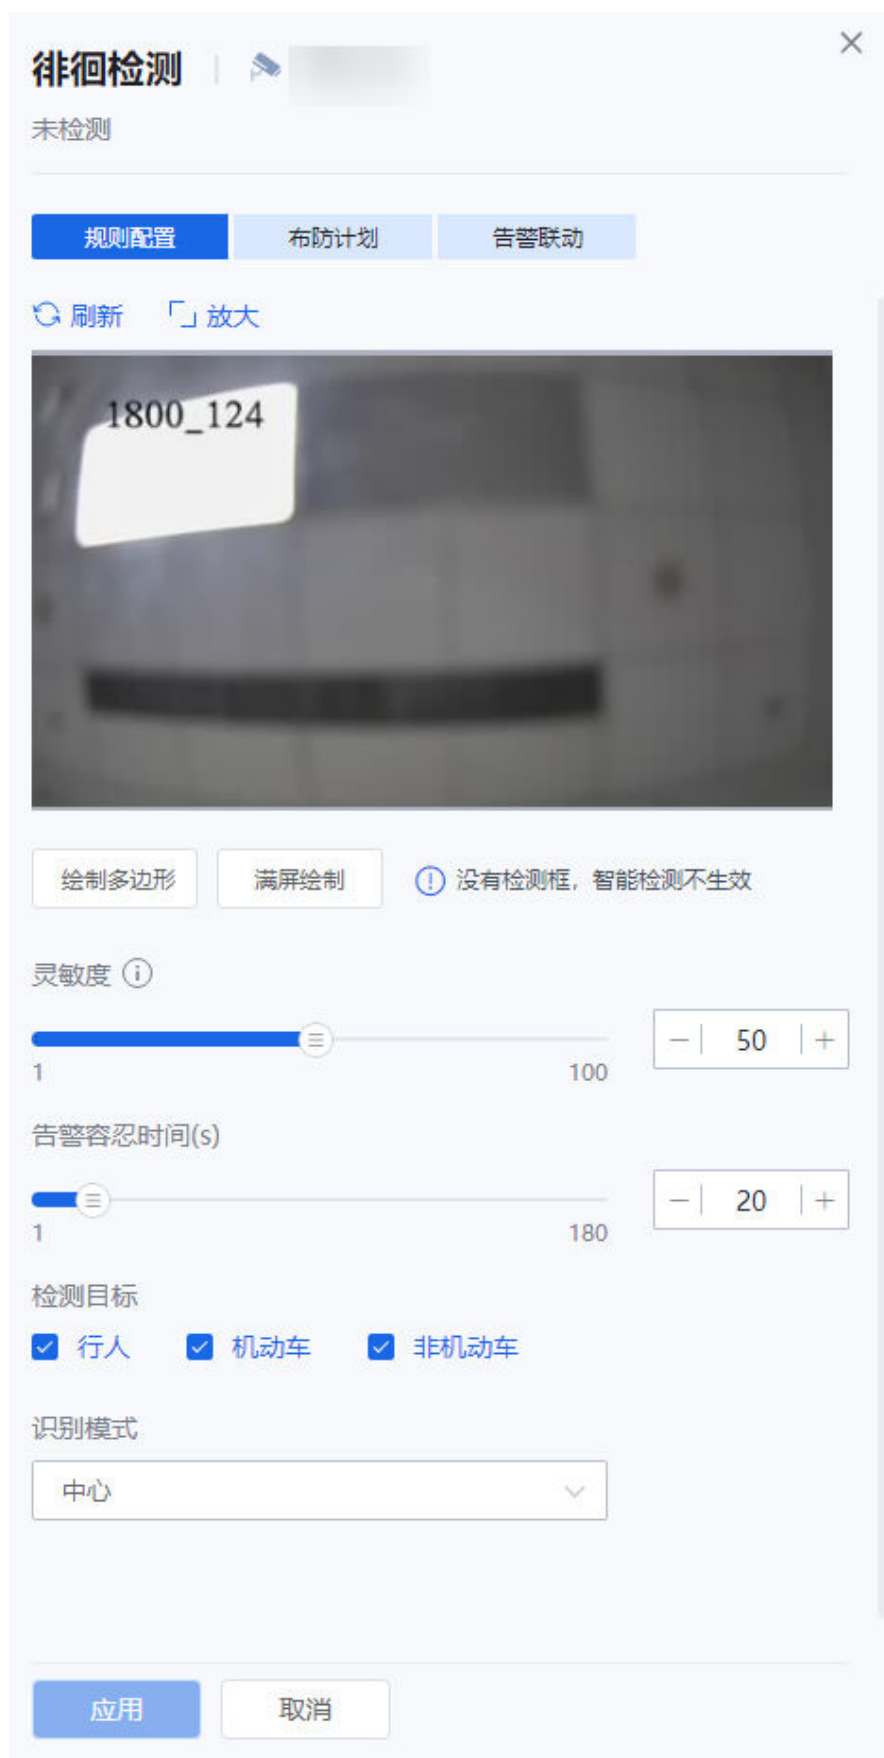 徘徊检测
未检测
规则配置 布防计划 告警联动
刷新 放大
1800_124
绘制多边形 满屏绘制 没有检测框，智能检测不生效
灵敏度
50
1 100
告警容忍时间(s)
20
1 180
检测目标
行人 机动车 非机动车
识别模式
中心
应用 取消